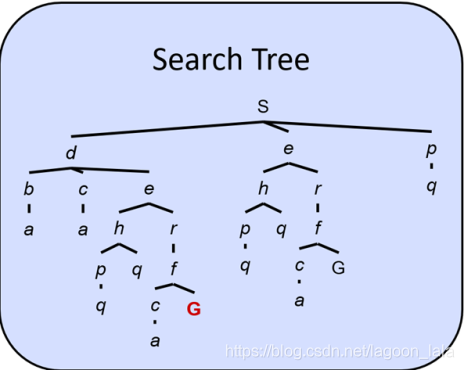 Search Tree
S
d e p
b c e h r q
a a h r p q f
p q f q c G
q c G a
a
https://blog.csdn.net/lagoon_lala